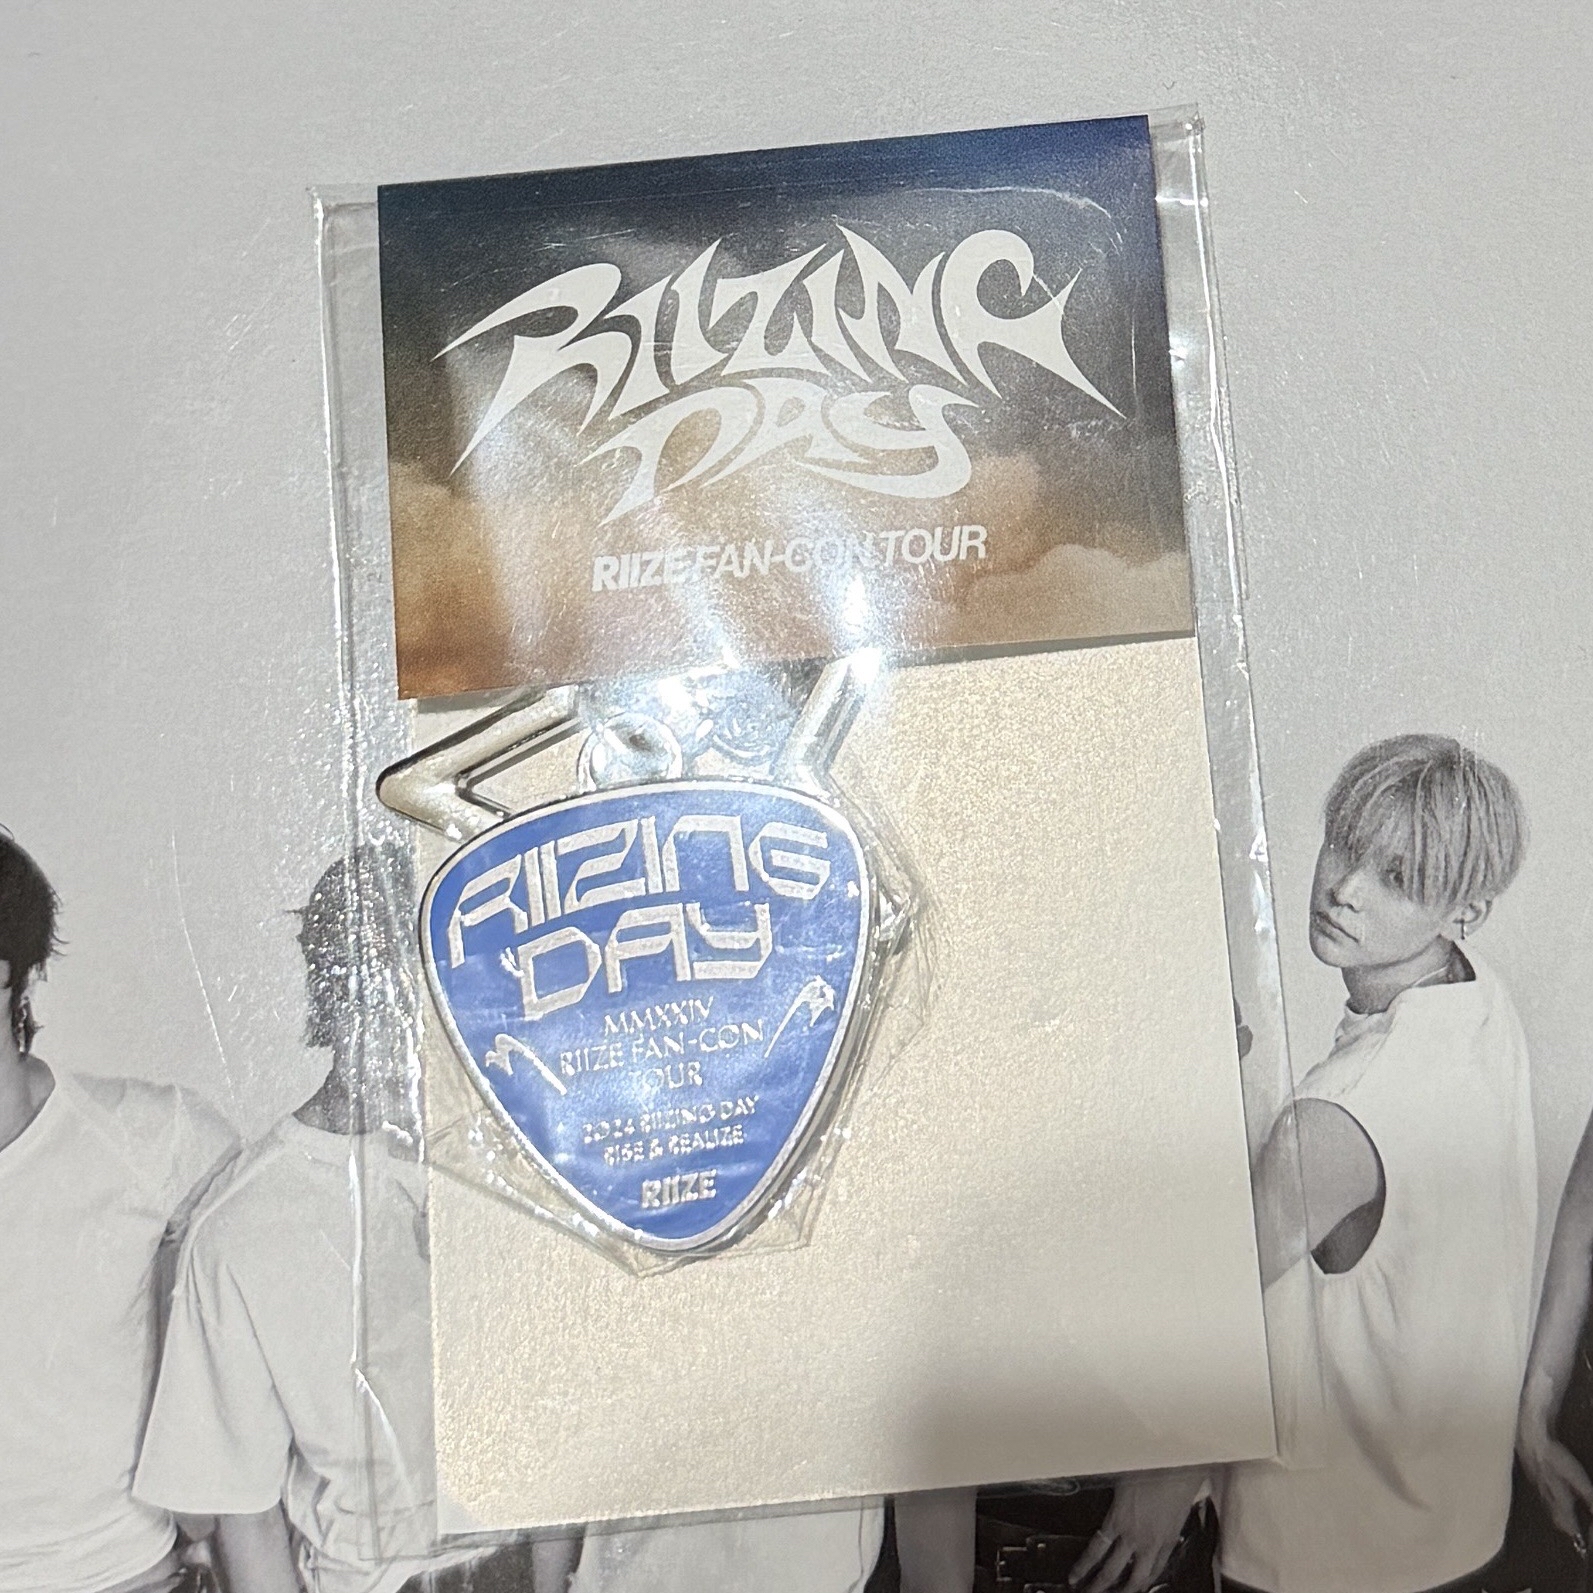 RIIZING
DAY
RIIZE FAN-CON TOUR
RIIZING
DAY
MMXXIV
RIIZE FAN-CON
TOUR
2024 RIIZING DAY
RISE & REALIZE
RIIZE